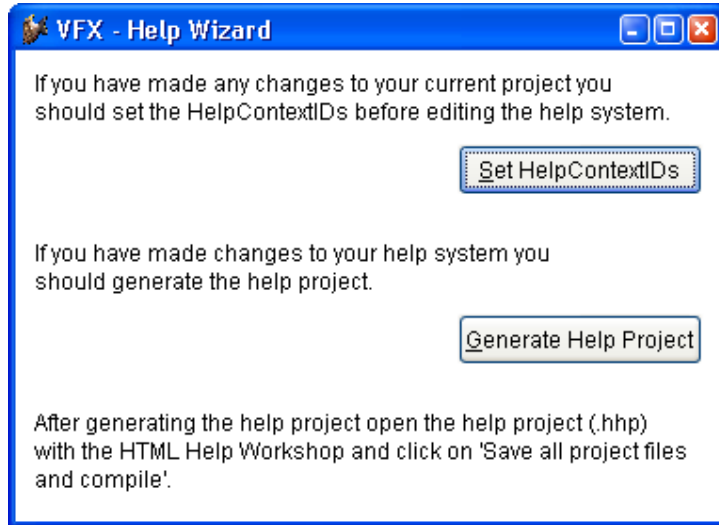 VFX - Help Wizard
If you have made any changes to your current project you
should set the HelpContextIDs before editing the help system.
Set HelpContextIDs
If you have made changes to your help system you
should generate the help project.
Generate Help Project
After generating the help project open the help project (.hhp)
with the HTML Help Workshop and click on 'Save all project files
and compile'.